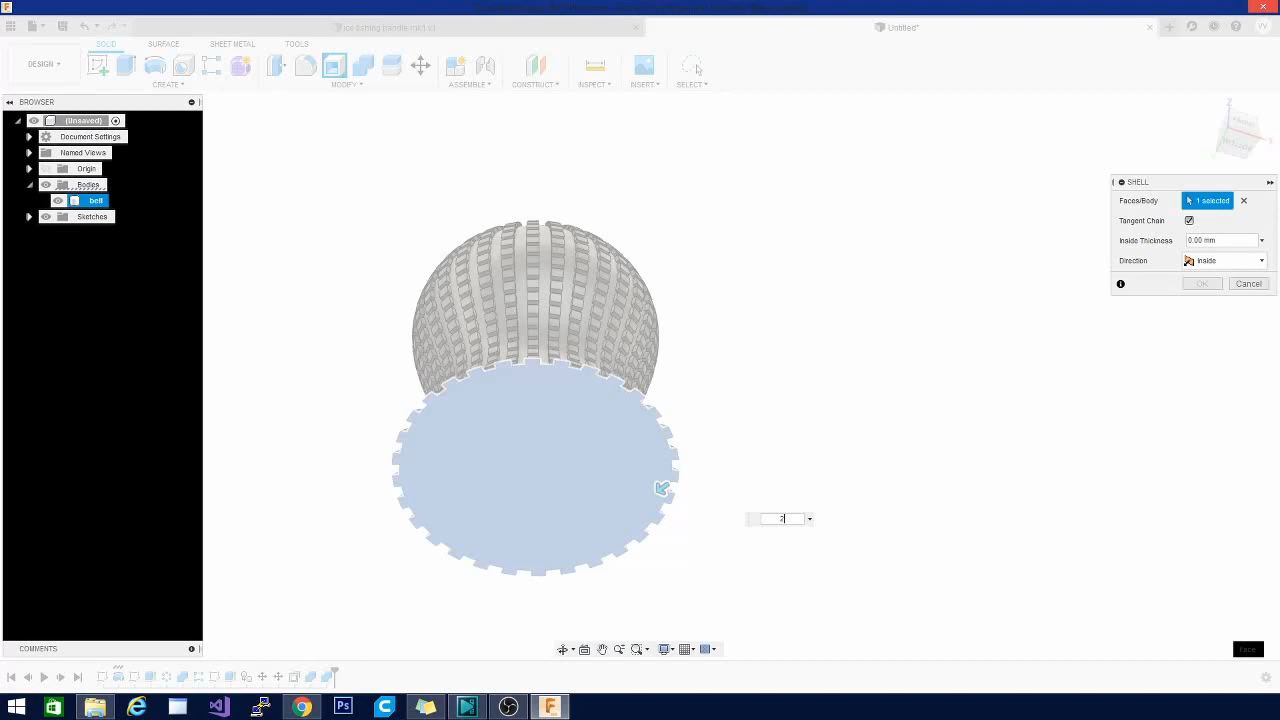 Untitled*
SOLID SURFACE SHEET METAL TOOLS
DESIGN
CREATE MODIFY ASSEMBLE CONSTRUCT INSPECT INSERT SELECT
BROWSER
(Unsaved)
Document Settings
Named Views
Origin
Bodies
bell
Sketches
SHELL
Faces/Body 1 selected
Tangent Chain
Inside Thickness 0.00 mm
Direction Inside
OK Cancel
2
COMMENTS
Face